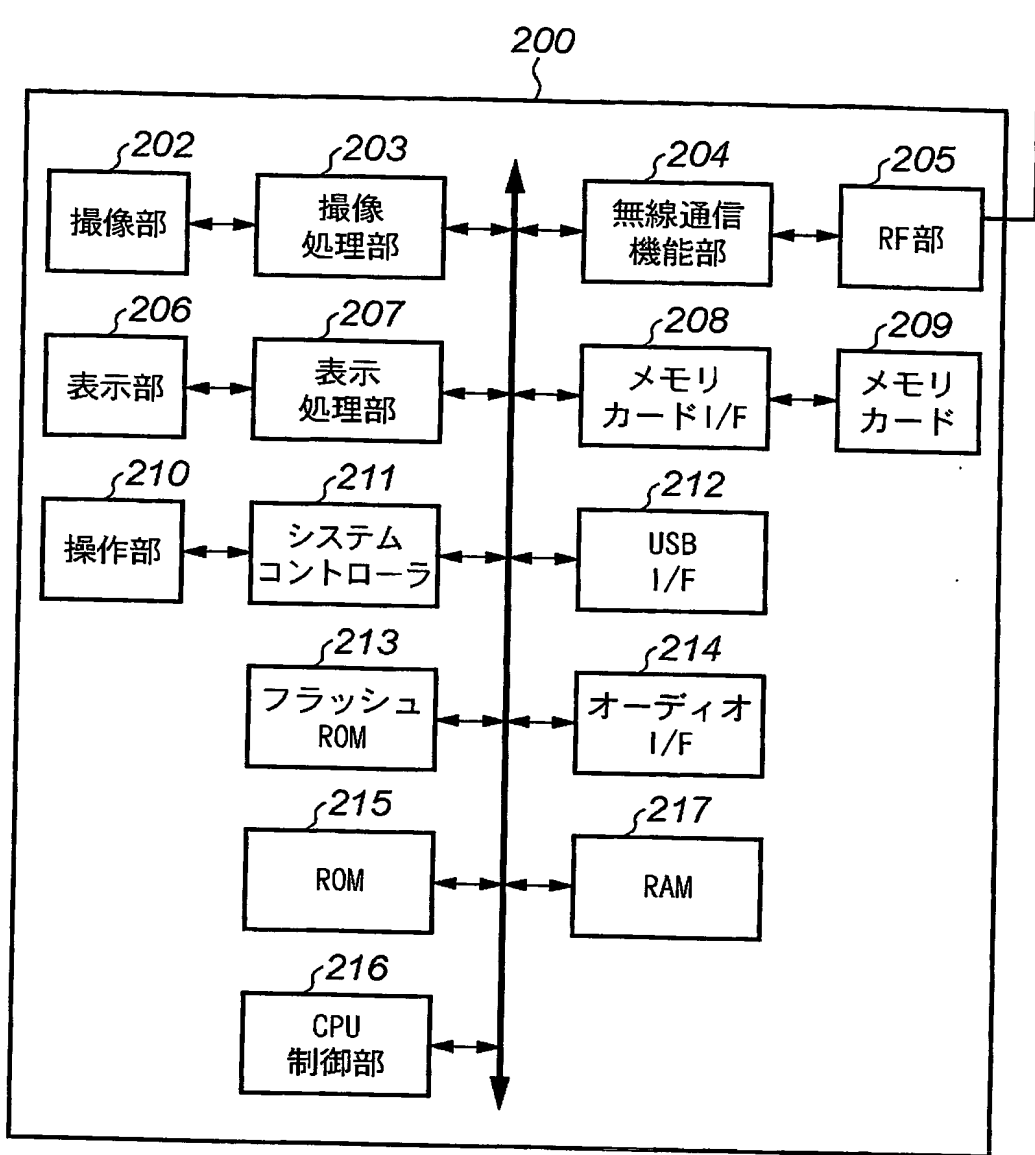 200
202
撮像部
203
撮像
処理部
204
無線通信
機能部
205
RF部
206
表示部
207
表示
処理部
208
メモリ
カードI/F
209
メモリ
カード
210
操作部
211
システム
コントローラ
212
USB
I/F
213
フラッシュ
ROM
214
オーディオ
I/F
215
ROM
217
RAM
216
CPU
制御部